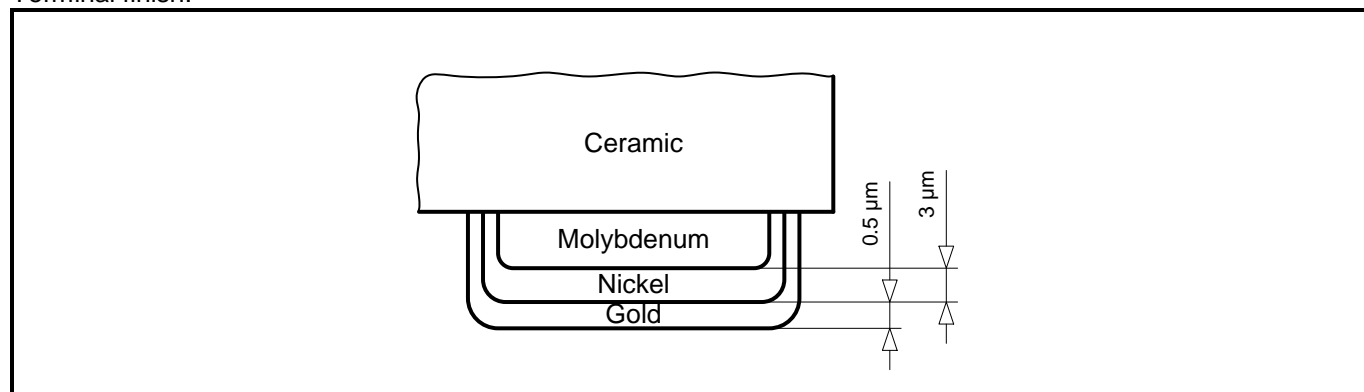 Terminal finish:
Ceramic
0.5 µm
3 µm
Molybdenum
Nickel
Gold